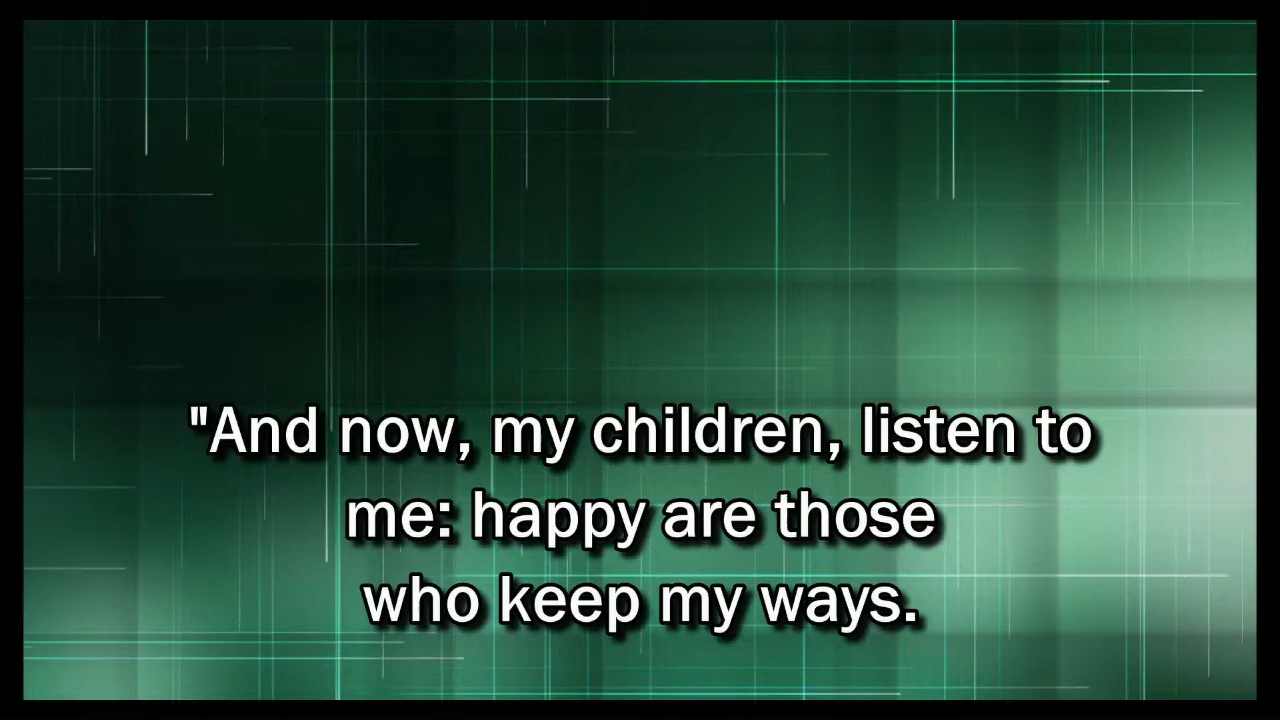 "And now, my children, listen to
me: happy are those
who keep my ways.